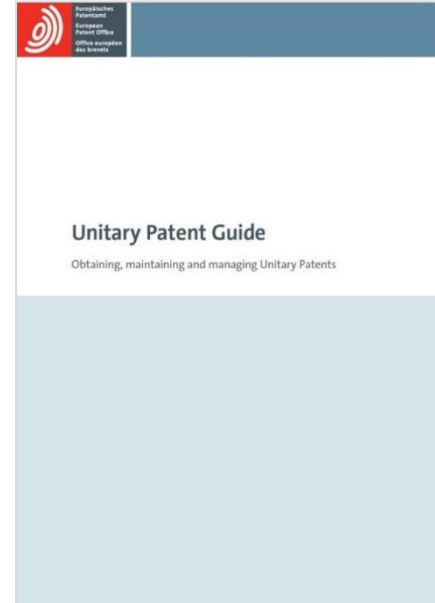 Europäisches
Patentamt
European
Patent Office
Office européen
des brevets
Unitary Patent Guide
Obtaining, maintaining and managing Unitary Patents